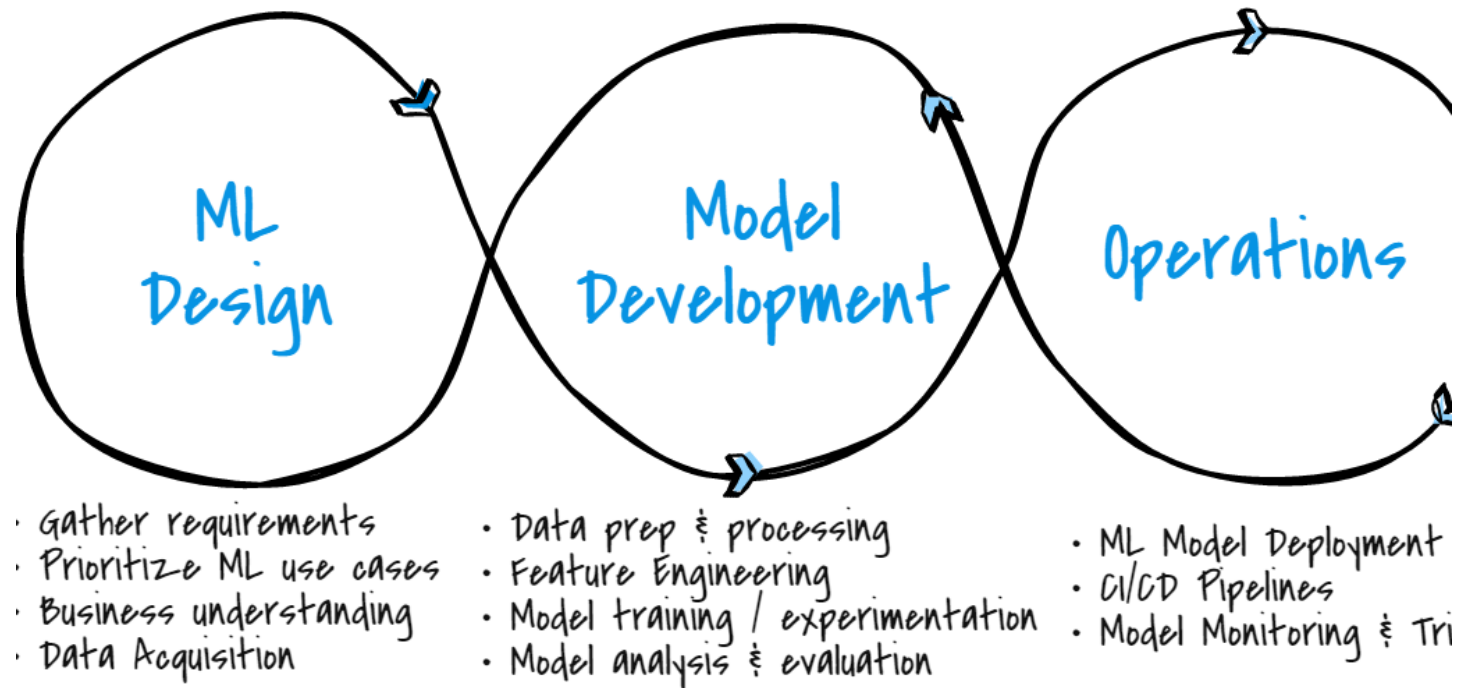 ML
Design
Model
Development
Operations
· Gather requirements
· Prioritize ML use cases
· Business understanding
· Data Acquisition
· Data prep & processing
· Feature Engineering
· Model training / experimentation
· Model analysis & evaluation
· ML Model Deployment
· CI/CD Pipelines
· Model Monitoring &